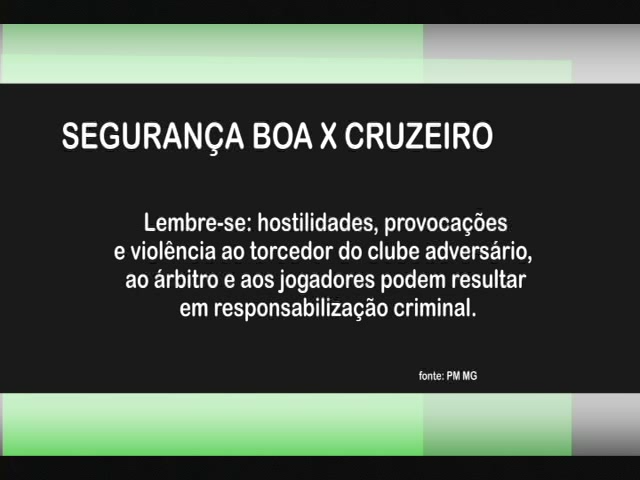 SEGURANÇA BOA X CRUZEIRO
Lembre-se: hostilidades, provocações
e violência ao torcedor do clube adversário,
ao árbitro e aos jogadores podem resultar
em responsabilização criminal.
fonte: PM MG